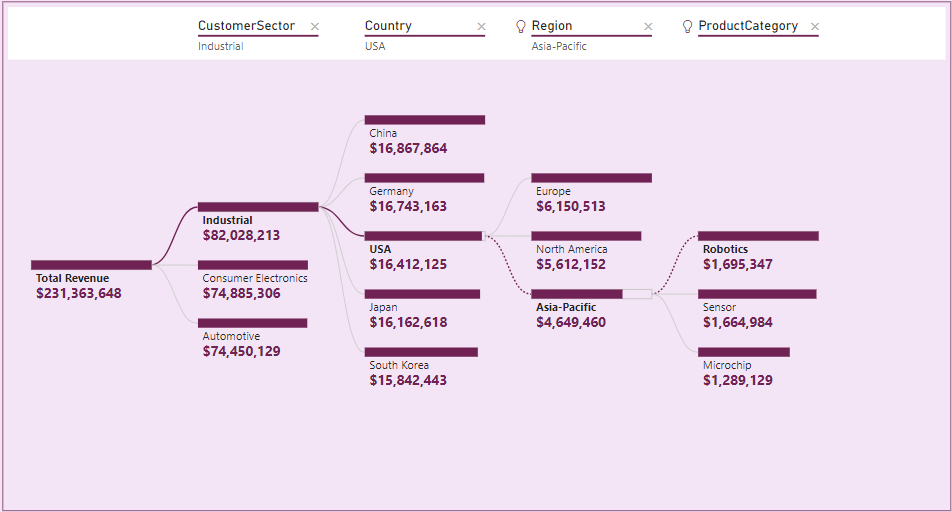 CustomerSector
Industrial
Country
USA
Region
Asia-Pacific
ProductCategory
Total Revenue
$231,363,648
Industrial
$82,028,213
Consumer Electronics
$74,885,306
Automotive
$74,450,129
China
$16,867,864
Germany
$16,743,163
USA
$16,412,125
Japan
$16,162,618
South Korea
$15,842,443
Europe
$6,150,513
North America
$5,612,152
Asia-Pacific
$4,649,460
Robotics
$1,695,347
Sensor
$1,664,984
Microchip
$1,289,129